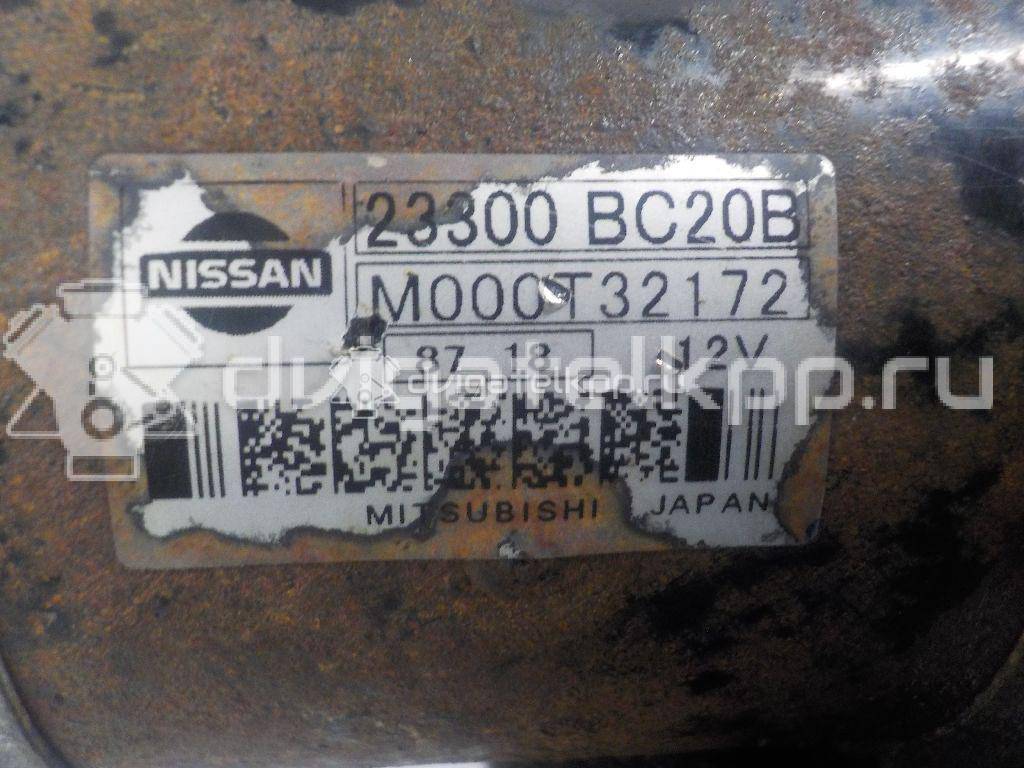 23300 BC20B
NISSAN
M000T32172
87 18 12V
dvigatelkpp.ru
dvigatelkpp.ru
MITSUBISHI JAPAN